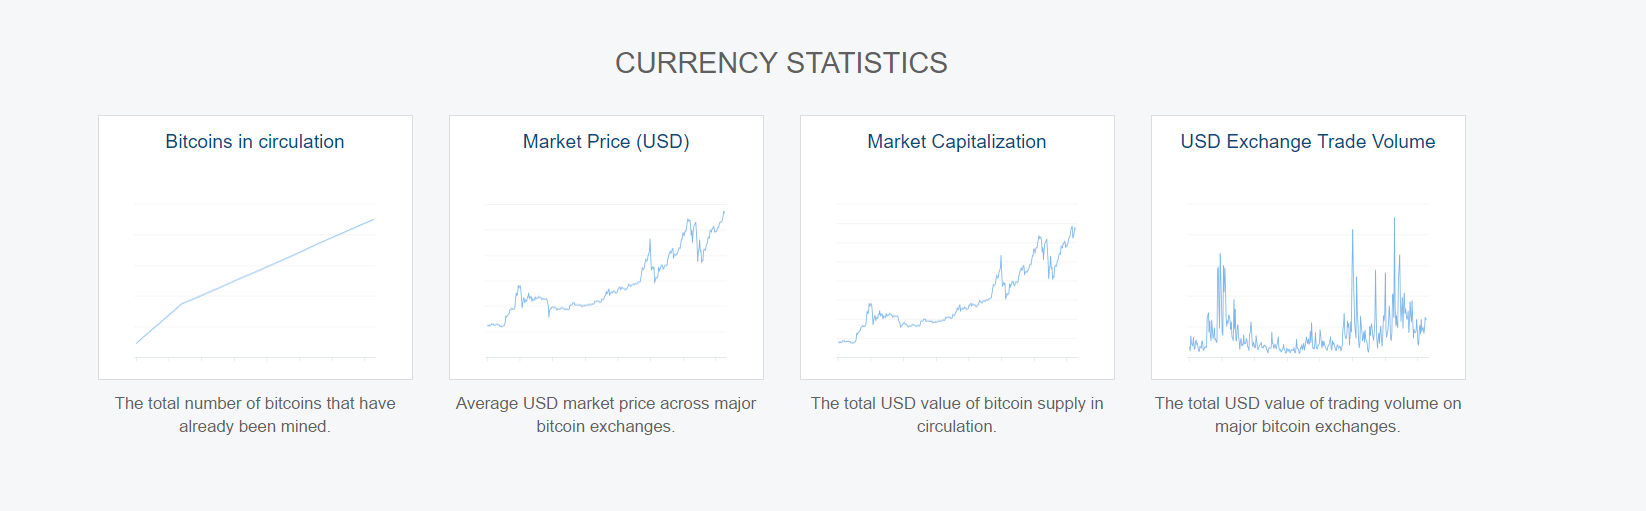 CURRENCY STATISTICS
Bitcoins in circulation
The total number of bitcoins that have
already been mined.
Market Price (USD)
Average USD market price across major
bitcoin exchanges.
Market Capitalization
The total USD value of bitcoin supply in
circulation.
USD Exchange Trade Volume
The total USD value of trading volume on
major bitcoin exchanges.